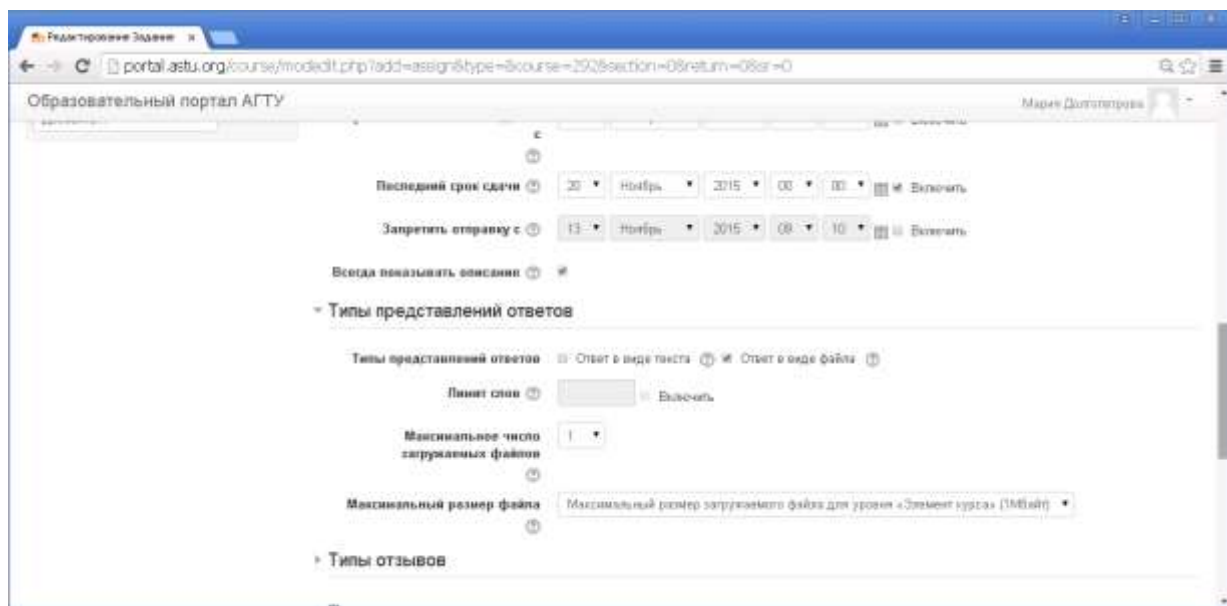 Редактирование Задание x
portal.astu.org/course/modedit.php?add=assign&type=&course=292&section=0&return=0&sr=0
Образовательный портал АГТУ Мария
с
Последний срок сдачи 20 Ноябрь 2015 00 00 Включить
Запретить отправку с 13 Ноябрь 2015 09 10 Включить
Всегда показывать описание
Типы представлений ответов
Типы представлений ответов Ответ в виде текста Ответ в виде файла
Лимит слов Включить
Максимальное число 1
загружаемых файлов
Максимальный размер файла Максимальный размер загружаемого файла для уровня «Элемент курса» (1Мбайт)
Типы отзывов